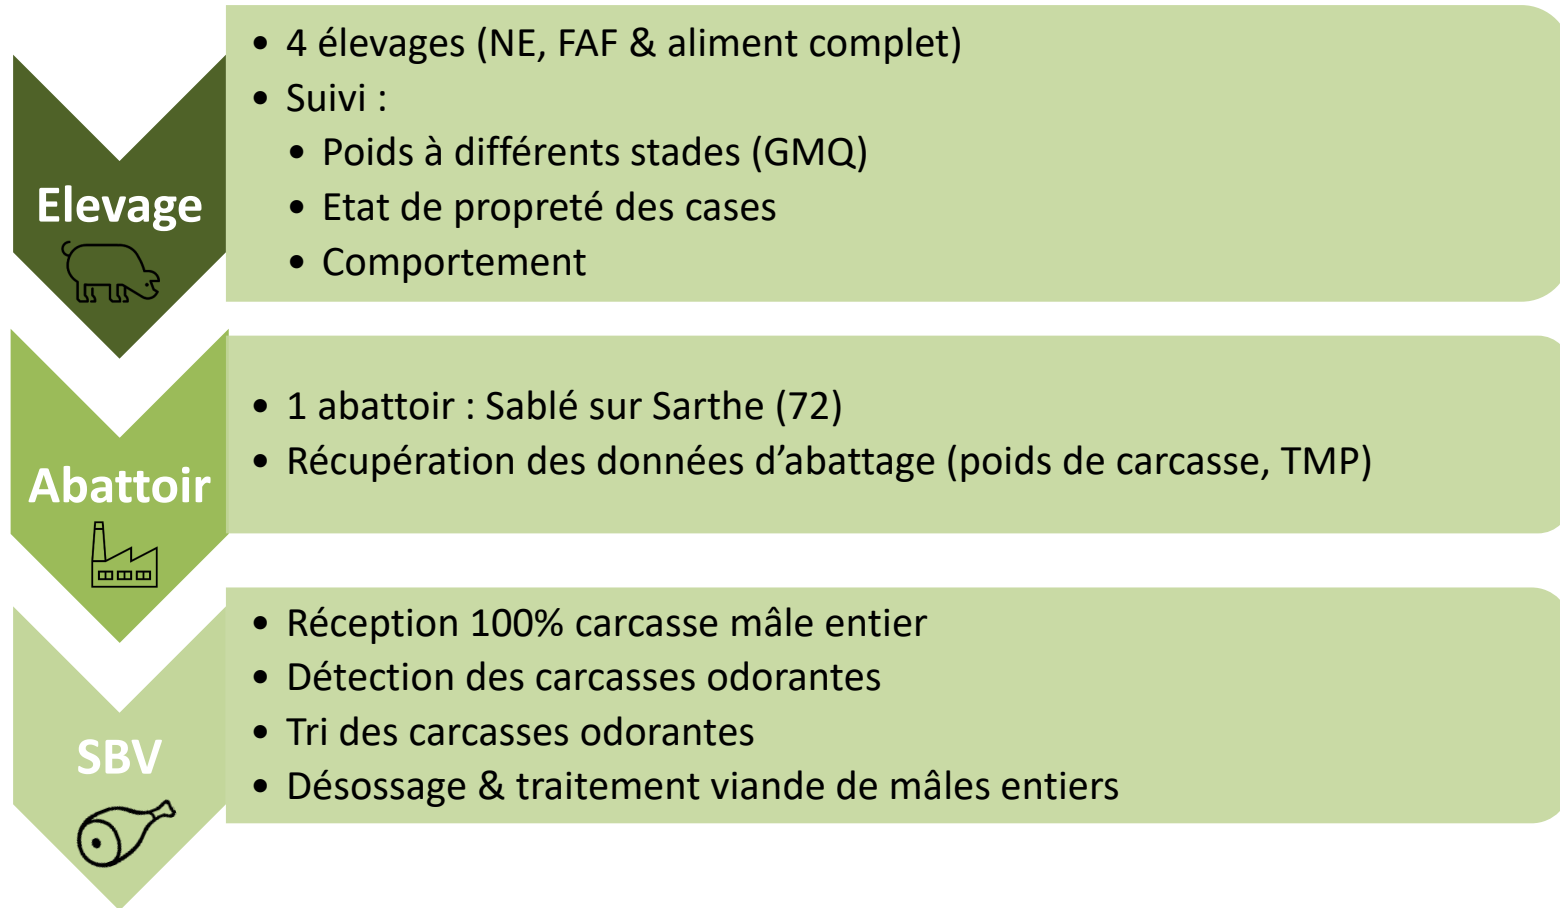 Elevage
• 4 élevages (NE, FAF & aliment complet)
• Suivi :
• Poids à différents stades (GMQ)
• Etat de propreté des cases
• Comportement
Abattoir
• 1 abattoir : Sablé sur Sarthe (72)
• Récupération des données d’abattage (poids de carcasse, TMP)
SBV
• Réception 100% carcasse mâle entier
• Détection des carcasses odorantes
• Tri des carcasses odorantes
• Désossage & traitement viande de mâles entiers